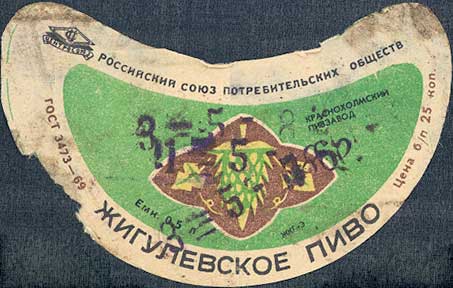 РОССИЙСКИЙ СОЮЗ ПОТРЕБИТЕЛЬСКИХ ОБЩЕСТВ
КРАСНОХОЛМСКИЙ
ПИВЗАВОД
ГОСТ 3473-69
Цена б/п 25 коп.
Емк. 0,5
ЖИГУЛЕВСКОЕ ПИВО